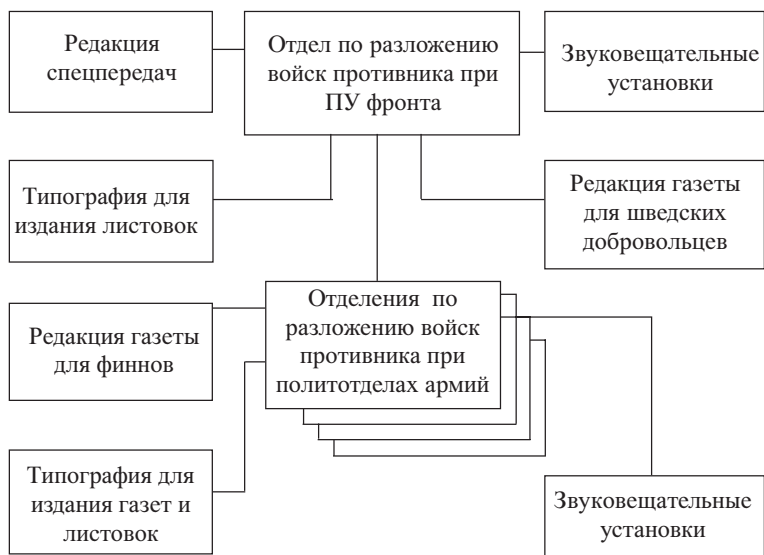 Редакция
спецпередач
Отдел по разложению
войск противника при
ПУ фронта
Звуковещательные
установки
Типография для
издания листовок
Редакция газеты
для шведских
добровольцев
Редакция газеты
для финнов
Отделения по
разложению войск
противника при
политотделах армий
Типография для
издания газет и
листовок
Звуковещательные
установки